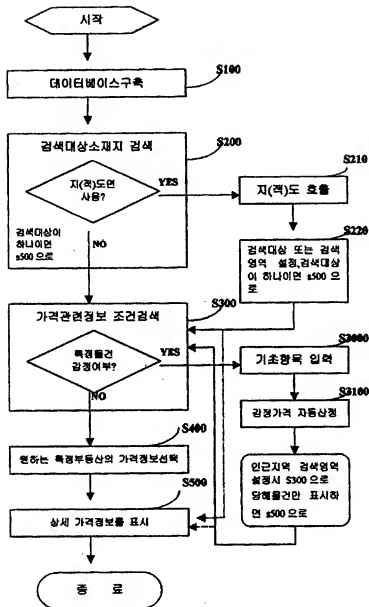 시작
S100
데이터베이스구축
S200
검색대상소재지 검색
S210
지(적)도면
사용?
YES
지(적)도 호출
S220
검색대상이
하나이면
s500 으로
NO
검색대상 또는 검색
영역 설정,검색대상
이 하나이면 s500 으
로
S300
가격관련정보 조건검색
YES
특정물건
감정여부?
S3000
기초항목 입력
NO
S3100
감정가격 자동산정
S400
원하는 특정부동산의 가격정보선택
S500
인근지역 검색영역
설정시 S300 으로
당해물건만 표시하
면 s500 으로
상세 가격정보를 표시
종 료